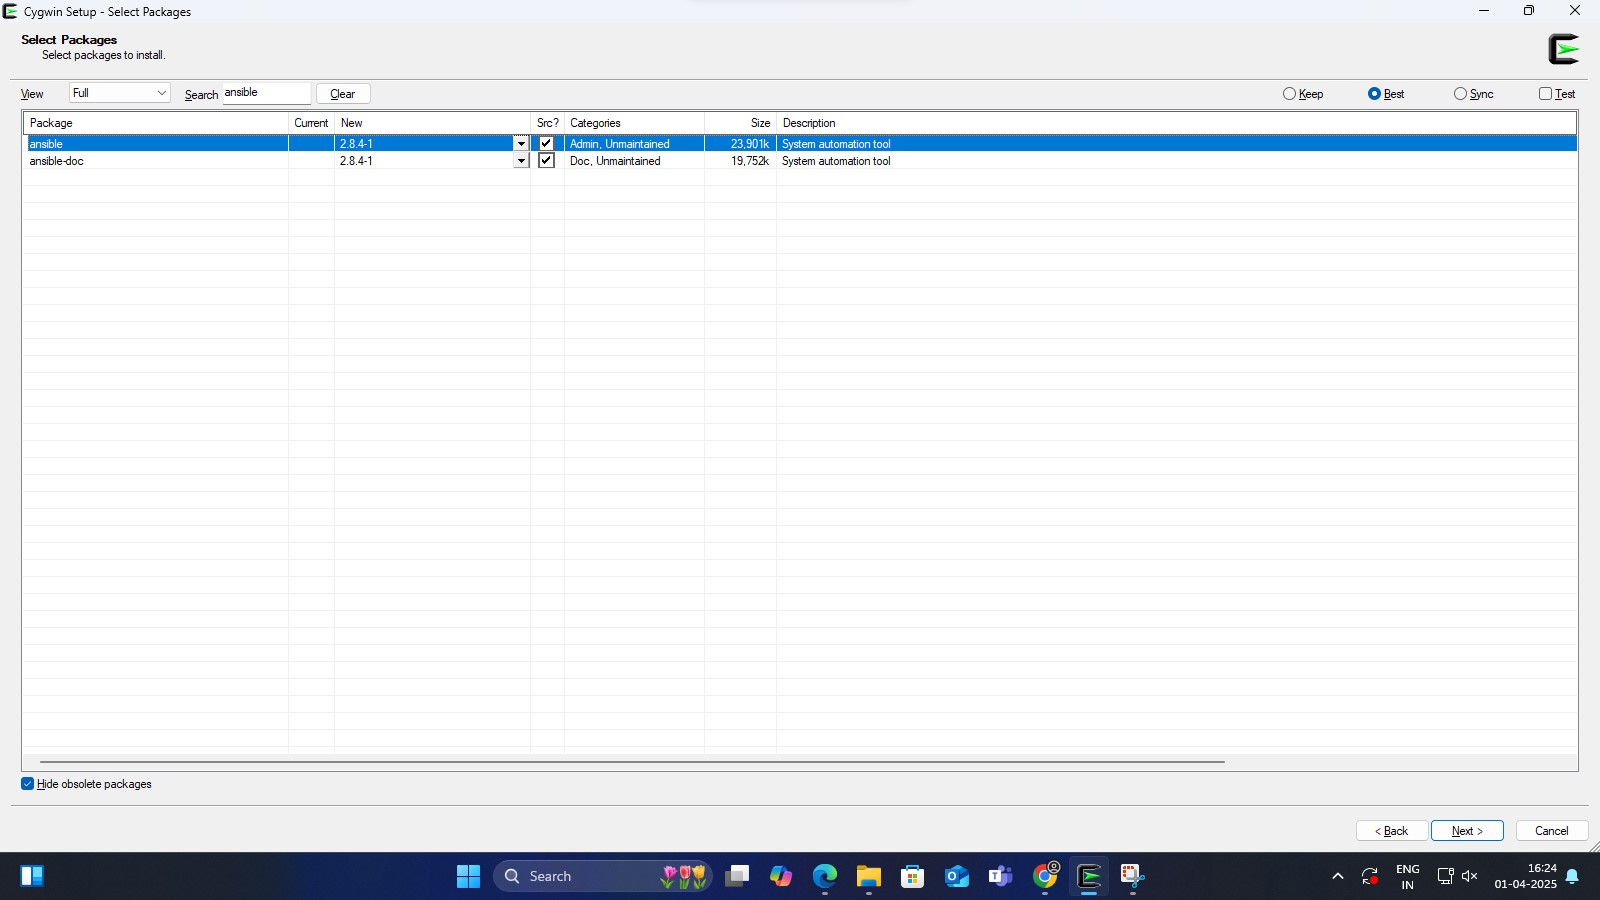 Cygwin Setup - Select Packages
Select Packages
Select packages to install.
View Full Search ansible Clear Keep Best Sync Test
Package Current New Src? Categories Size Description
ansible 2.8.4-1 Admin, Unmaintained 23,901k System automation tool
ansible-doc 2.8.4-1 Doc, Unmaintained 19,752k System automation tool
Hide obsolete packages
< Back Next > Cancel
Search ENG 16:24
IN 01-04-2025